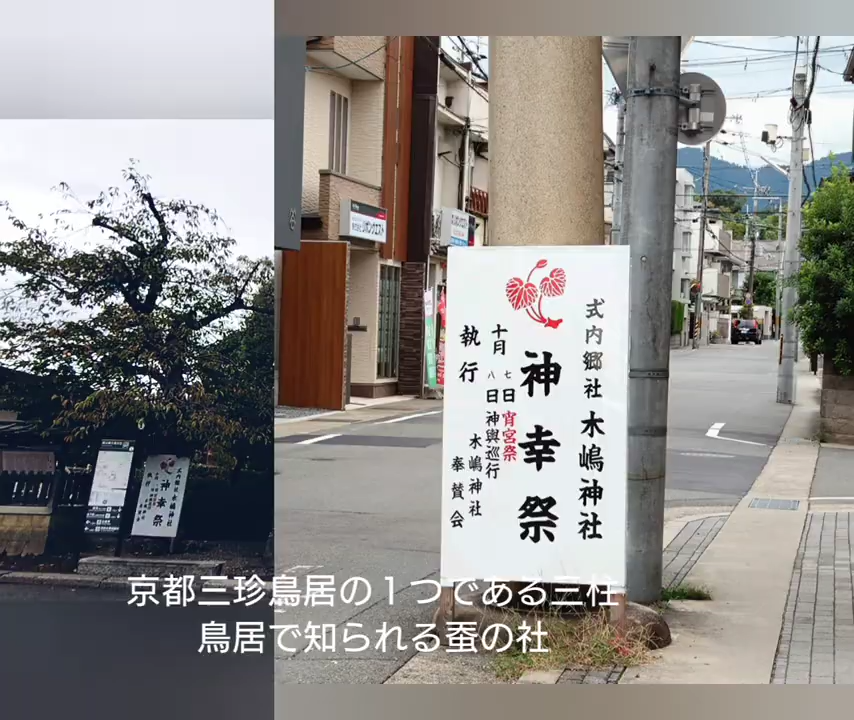 式内郷社 木嶋神社
神幸祭
十月 七日 宵宮祭
八日 神輿巡行
執行
木嶋神社
奉賛会
神幸祭
京都三珍鳥居の１つである三柱
鳥居で知られる蚕の社